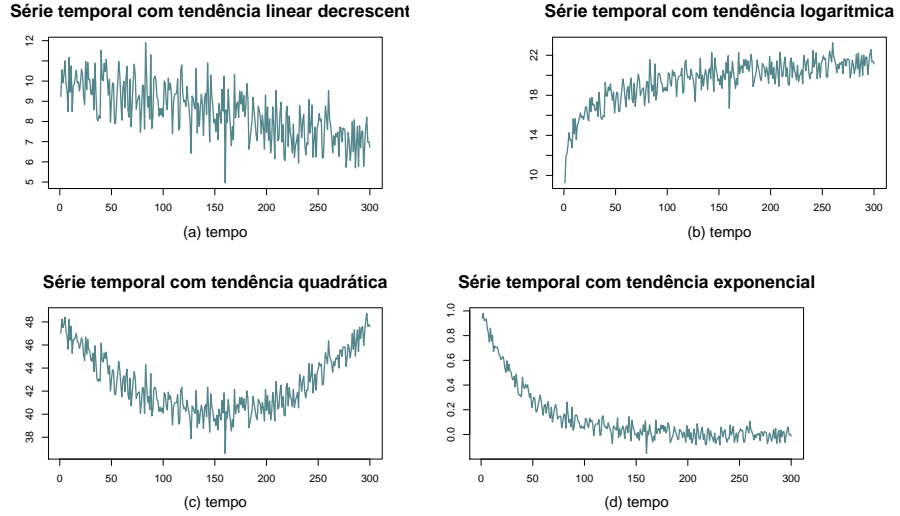 Série temporal com tendência linear decrescent
12
11
10
9
8
7
6
5
0 50 100 150 200 250 300
(a) tempo
Série temporal com tendência logaritmica
22
18
14
10
0 50 100 150 200 250 300
(b) tempo
Série temporal com tendência quadrática
48
44
42
40
38
0 50 100 150 200 250 300
(c) tempo
Série temporal com tendência exponencial
1.0
0.8
0.6
0.4
0.2
0.0
0 50 100 150 200 250 300
(d) tempo